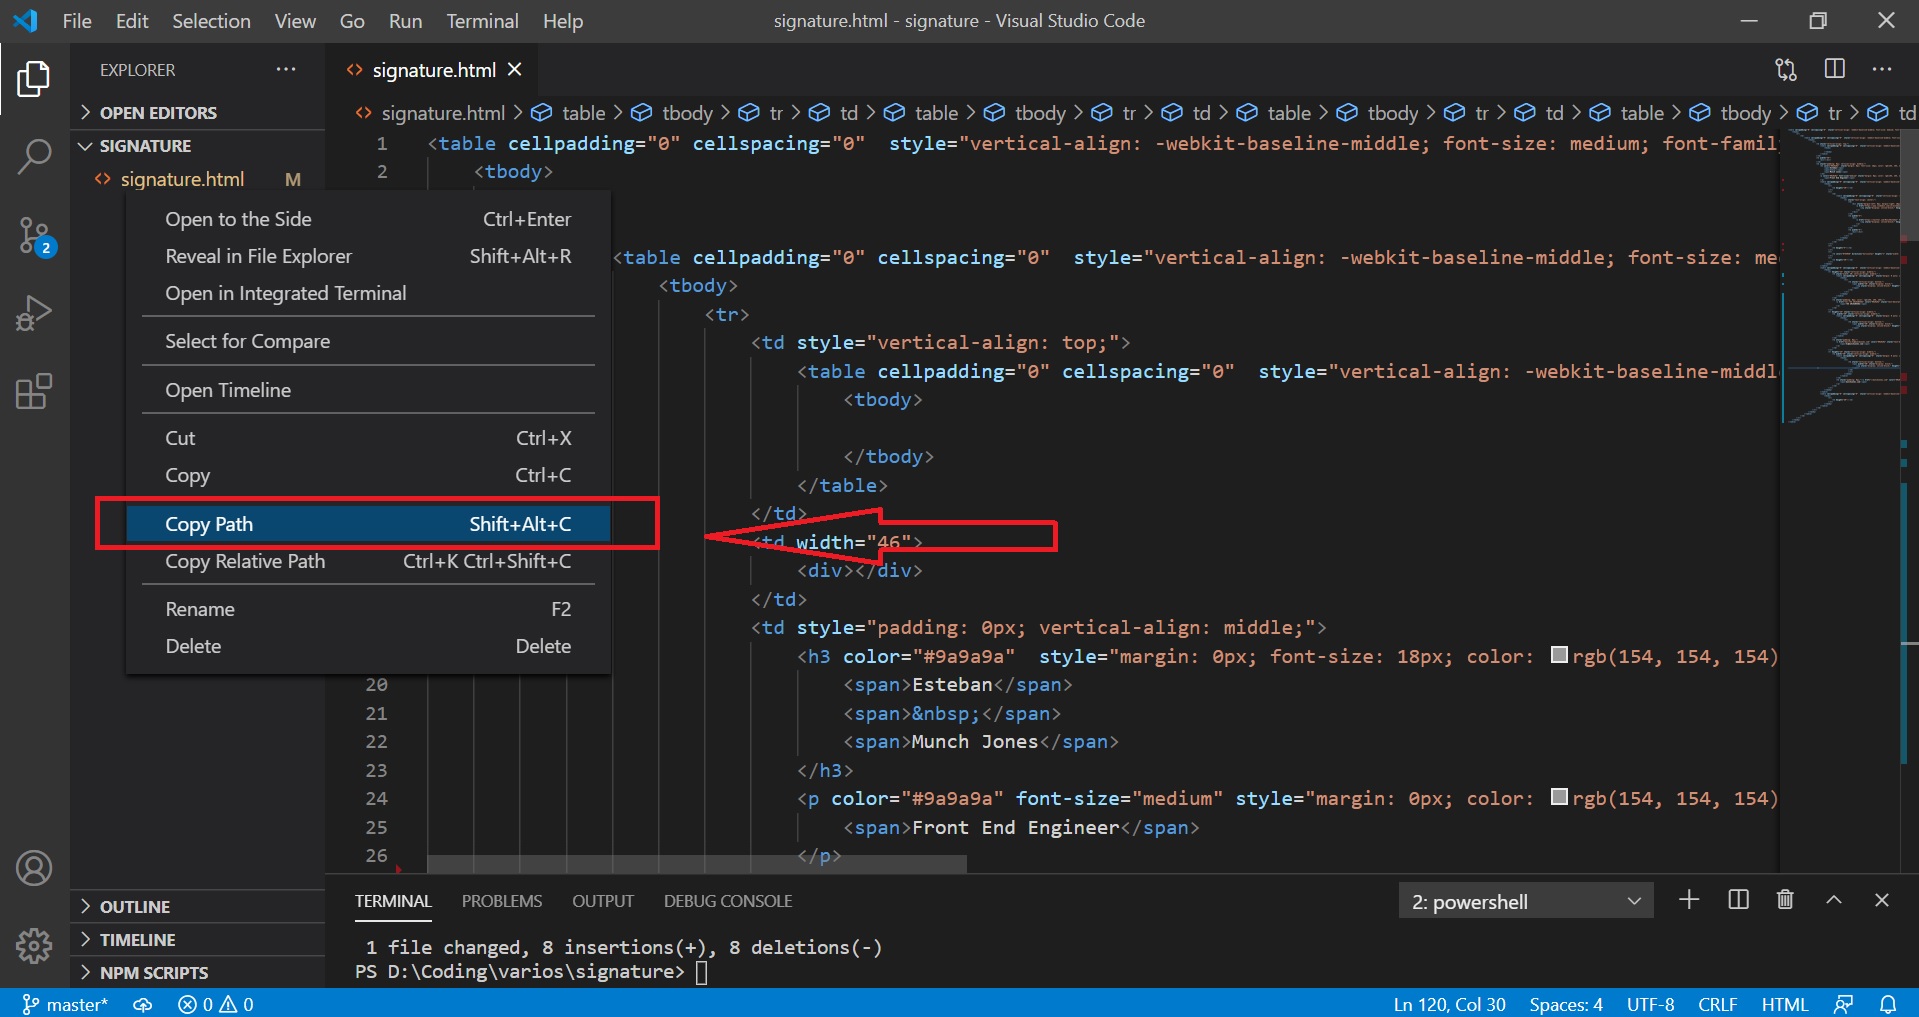 File Edit Selection View Go Run Terminal Help signature.html - signature - Visual Studio Code
EXPLORER ···
signature.html
OPEN EDITORS
signature.html > table > tbody > tr > td > table > tbody > tr > td > table > tbody > tr > td > table > tbody > tr > td
SIGNATURE
signature.html M
Open to the Side Ctrl+Enter
Reveal in File Explorer Shift+Alt+R
Open in Integrated Terminal
Select for Compare
Open Timeline
Cut Ctrl+X
Copy Ctrl+C
Copy Path Shift+Alt+C
Copy Relative Path Ctrl+K Ctrl+Shift+C
Rename F2
Delete Delete
1 <table cellpadding="0" cellspacing="0"  style="vertical-align: -webkit-baseline-middle; font-size: medium; font-famil
2 <tbody>
<table cellpadding="0" cellspacing="0"  style="vertical-align: -webkit-baseline-middle; font-size: me
<tbody>
<tr>
<td style="vertical-align: top;">
<table cellpadding="0" cellspacing="0"  style="vertical-align: -webkit-baseline-middl
<tbody>
</tbody>
</table>
</td>
<td width="46">
<div></div>
</td>
<td style="padding: 0px; vertical-align: middle;">
<h3 color="#9a9a9a"  style="margin: 0px; font-size: 18px; color: rgb(154, 154, 154)
20 <span>Esteban</span>
21 <span>&nbsp;</span>
22 <span>Munch Jones</span>
23 </h3>
24 <p color="#9a9a9a" font-size="medium" style="margin: 0px; color: rgb(154, 154, 154)
25 <span>Front End Engineer</span>
26 </p>
OUTLINE
TIMELINE
NPM SCRIPTS
TERMINAL PROBLEMS OUTPUT DEBUG CONSOLE 2: powershell
1 file changed, 8 insertions(+), 8 deletions(-)
PS D:\Coding\varios\signature>
2
master* 0 0 Ln 120, Col 30 Spaces: 4 UTF-8 CRLF HTML